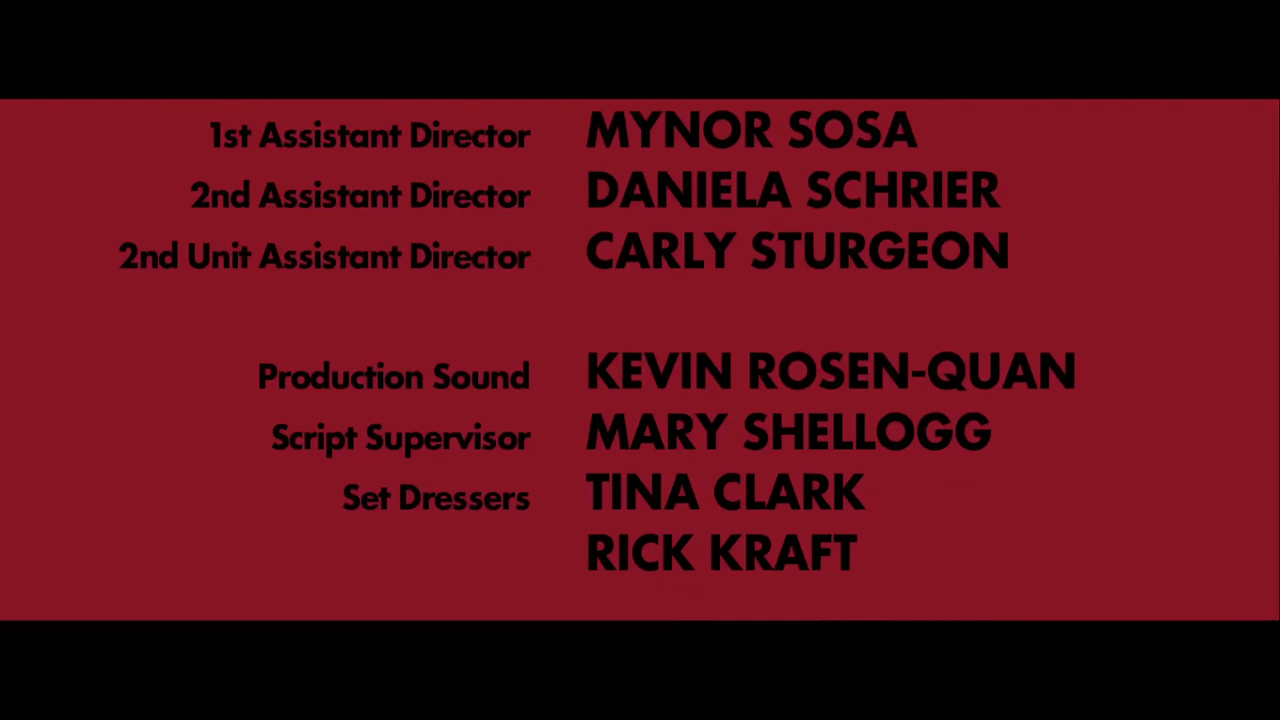 1st Assistant Director MYNOR SOSA
2nd Assistant Director DANIELA SCHRIER
2nd Unit Assistant Director CARLY STURGEON
Production Sound KEVIN ROSEN-QUAN
Script Supervisor MARY SHELLOGG
Set Dressers TINA CLARK
RICK KRAFT